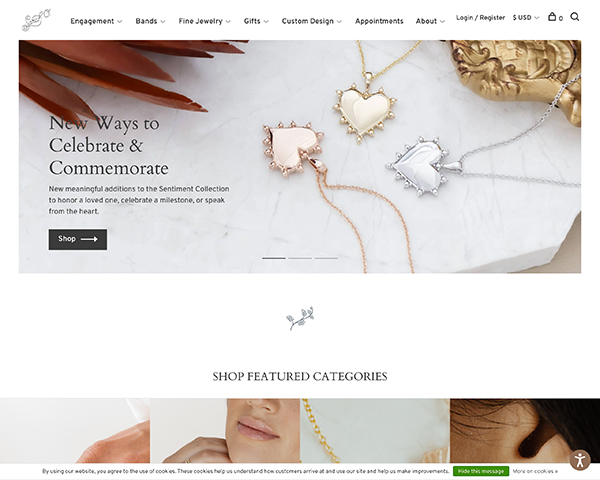 Engagement Bands Fine Jewelry Gifts Custom Design Appointments About Login / Register $ USD 0
New Ways to
Celebrate &
Commemorate
New meaningful additions to the Sentiment Collection
to honor a loved one, celebrate a milestone, or speak
from the heart.
Shop
SHOP FEATURED CATEGORIES
By using our website, you agree to the use of cookies. These cookies help us understand how customers arrive at and use our site and help us make improvements. Hide this message More on cookies »